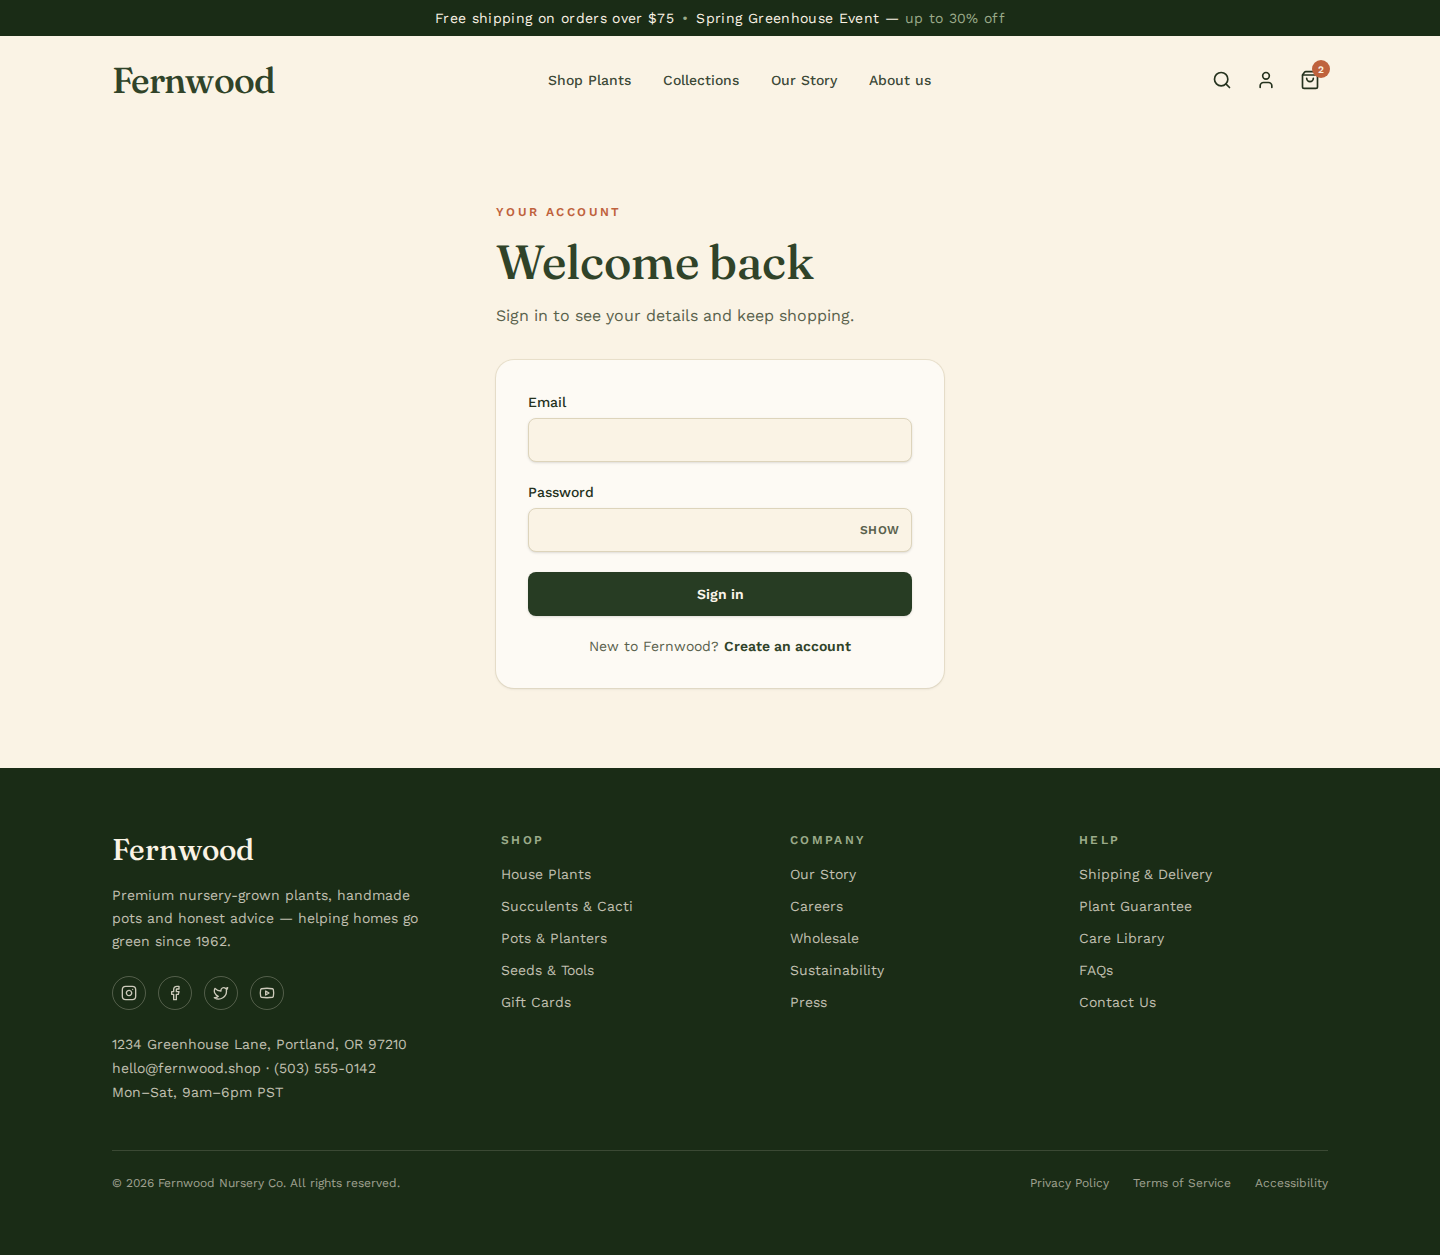 Free shipping on orders over $75 • Spring Greenhouse Event — up to 30% off
Fernwood
Shop Plants Collections Our Story About us
2
YOUR ACCOUNT
Welcome back
Sign in to see your details and keep shopping.
Email
Password
SHOW
Sign in
New to Fernwood? Create an account
Fernwood
Premium nursery-grown plants, handmade
pots and honest advice — helping homes go
green since 1962.
1234 Greenhouse Lane, Portland, OR 97210
hello@fernwood.shop · (503) 555-0142
Mon–Sat, 9am–6pm PST
SHOP
House Plants
Succulents & Cacti
Pots & Planters
Seeds & Tools
Gift Cards
COMPANY
Our Story
Careers
Wholesale
Sustainability
Press
HELP
Shipping & Delivery
Plant Guarantee
Care Library
FAQs
Contact Us
© 2026 Fernwood Nursery Co. All rights reserved.
Privacy Policy Terms of Service Accessibility